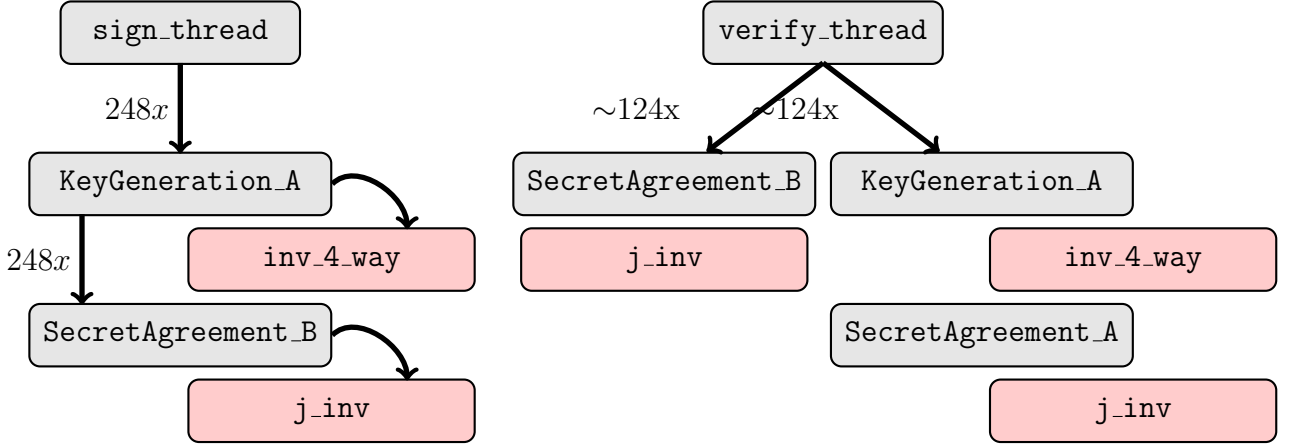 sign_thread
248x
KeyGeneration_A
inv_4_way
248x
SecretAgreement_B
j_inv
verify_thread
∼124x
∼124x
SecretAgreement_B
j_inv
KeyGeneration_A
inv_4_way
SecretAgreement_A
j_inv